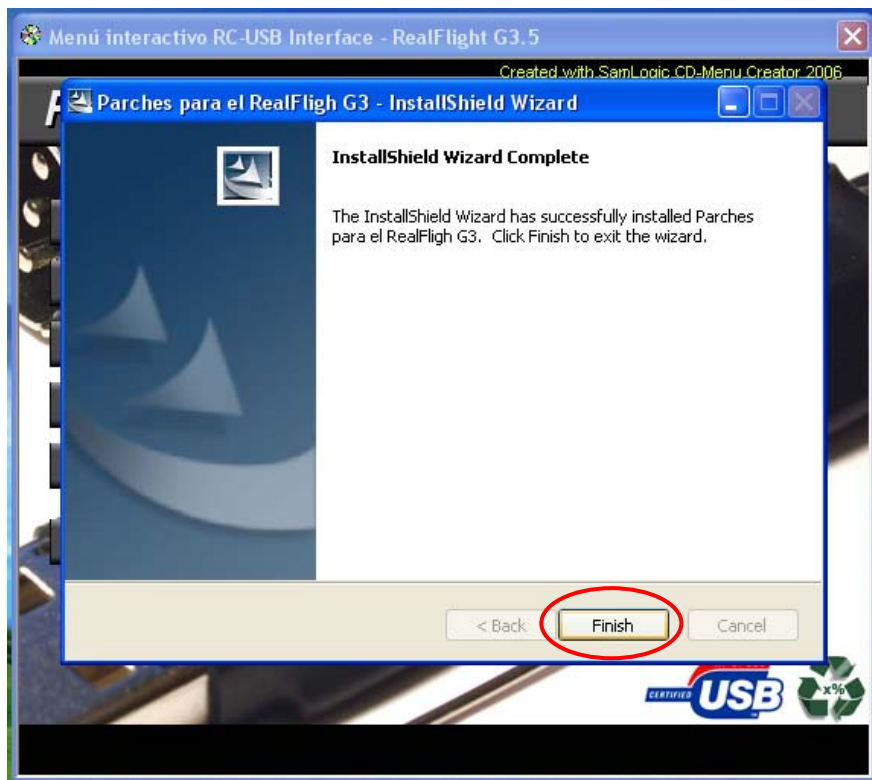 Menú interactivo RC-USB Interface - RealFlight G3.5
Created with SamLogic CD-Menu Creator 2006
Parches para el RealFligh G3 - InstallShield Wizard
InstallShield Wizard Complete
The InstallShield Wizard has successfully installed Parches
para el RealFligh G3. Click Finish to exit the wizard.
< Back
Finish
Cancel
CERTIFIED USB
x%